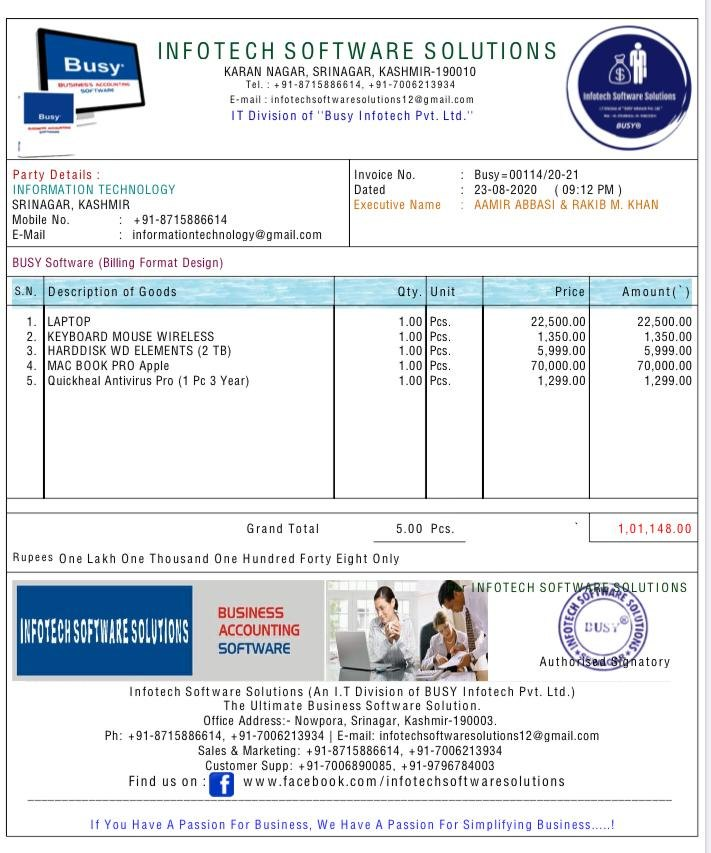 Busy
BUSINESS ACCOUNTING
SOFTWARE
Busy
INFOTECH SOFTWARE SOLUTIONS
KARAN NAGAR, SRINAGAR, KASHMIR-190010
Tel. : +91-8715886614, +91-7006213934
E-mail : infotechsoftwaresolutions12@gmail.com
IT Division of ''Busy Infotech Pvt. Ltd.''
Infotech Software Solutions
BUSY®
Party Details :
INFORMATION TECHNOLOGY
SRINAGAR, KASHMIR
Mobile No. : +91-8715886614
E-Mail : informationtechnology@gmail.com
Invoice No. : Busy=00114/20-21
Dated : 23-08-2020 ( 09:12 PM )
Executive Name : AAMIR ABBASI & RAKIB M. KHAN
BUSY Software (Billing Format Design)
S.N. Description of Goods Qty. Unit Price Amount(`)
1. LAPTOP 1.00 Pcs. 22,500.00 22,500.00
2. KEYBOARD MOUSE WIRELESS 1.00 Pcs. 1,350.00 1,350.00
3. HARDDISK WD ELEMENTS (2 TB) 1.00 Pcs. 5,999.00 5,999.00
4. MAC BOOK PRO Apple 1.00 Pcs. 70,000.00 70,000.00
5. Quickheal Antivirus Pro (1 Pc 3 Year) 1.00 Pcs. 1,299.00 1,299.00
Grand Total 5.00 Pcs. ` 1,01,148.00
Rupees One Lakh One Thousand One Hundred Forty Eight Only
INFOTECH SOFTWARE SOLUTIONS
BUSINESS
ACCOUNTING
SOFTWARE
For INFOTECH SOFTWARE SOLUTIONS
INFOTECH SOFTWARE SOLUTIONS
BUSY®
Authorised Signatory
Infotech Software Solutions (An I.T Division of BUSY Infotech Pvt. Ltd.)
The Ultimate Business Software Solution.
Office Address:- Nowpora, Srinagar, Kashmir-190003.
Ph: +91-8715886614, +91-7006213934 | E-mail: infotechsoftwaresolutions12@gmail.com
Sales & Marketing: +91-8715886614, +91-7006213934
Customer Supp: +91-7006890085, +91-9796784003
Find us on : f www.facebook.com/infotechsoftwaresolutions
If You Have A Passion For Business, We Have A Passion For Simplifying Business.....!